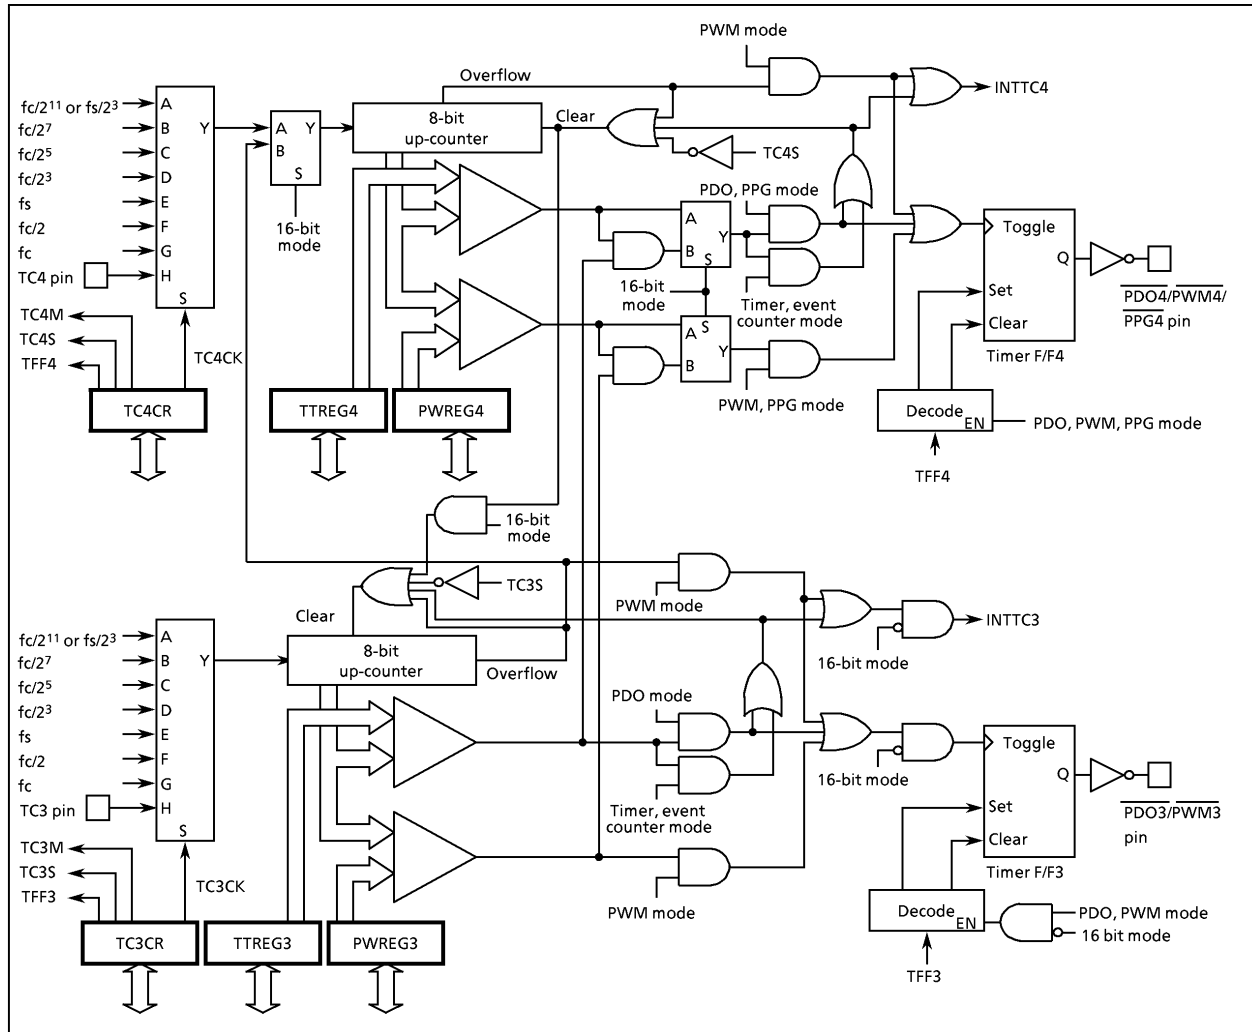 PWM mode
Overflow
fc/2¹¹ or fs/2³
fc/2⁷
fc/2⁵
fc/2³
fs
fc/2
fc
TC4 pin
A
B
C
D
E
F
G
H
Y
S
A
B
Y
S
16-bit
mode
8-bit
up-counter
Clear
TC4S
INTTC4
PDO, PPG mode
A
B
Y
S
16-bit
mode
Timer, event
counter mode
S
A
B
Y
PWM, PPG mode
Toggle
Q
Set
Clear
Timer F/F4
PDO4/PWM4/
PPG4 pin
TC4M
TC4S
TFF4
TC4CK
TC4CR
TTREG4
PWREG4
Decode
EN
PDO, PWM, PPG mode
TFF4
16-bit
mode
TC3S
PWM mode
Clear
INTTC3
16-bit mode
fc/2¹¹ or fs/2³
fc/2⁷
fc/2⁵
fc/2³
fs
fc/2
fc
TC3 pin
A
B
C
D
E
F
G
H
Y
S
8-bit
up-counter
Overflow
PDO mode
Timer, event
counter mode
16-bit mode
PWM mode
Toggle
Q
Set
Clear
Timer F/F3
PDO3/PWM3
pin
TC3M
TC3S
TFF3
TC3CK
TC3CR
TTREG3
PWREG3
Decode
EN
PDO, PWM mode
16 bit mode
TFF3